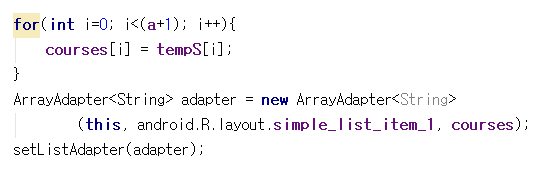 for(int i=0; i<(a+1); i++){
    courses[i] = tempS[i];
}
ArrayAdapter<String> adapter = new ArrayAdapter<String>
        (this, android.R.layout.simple_list_item_1, courses);
setListAdapter(adapter);